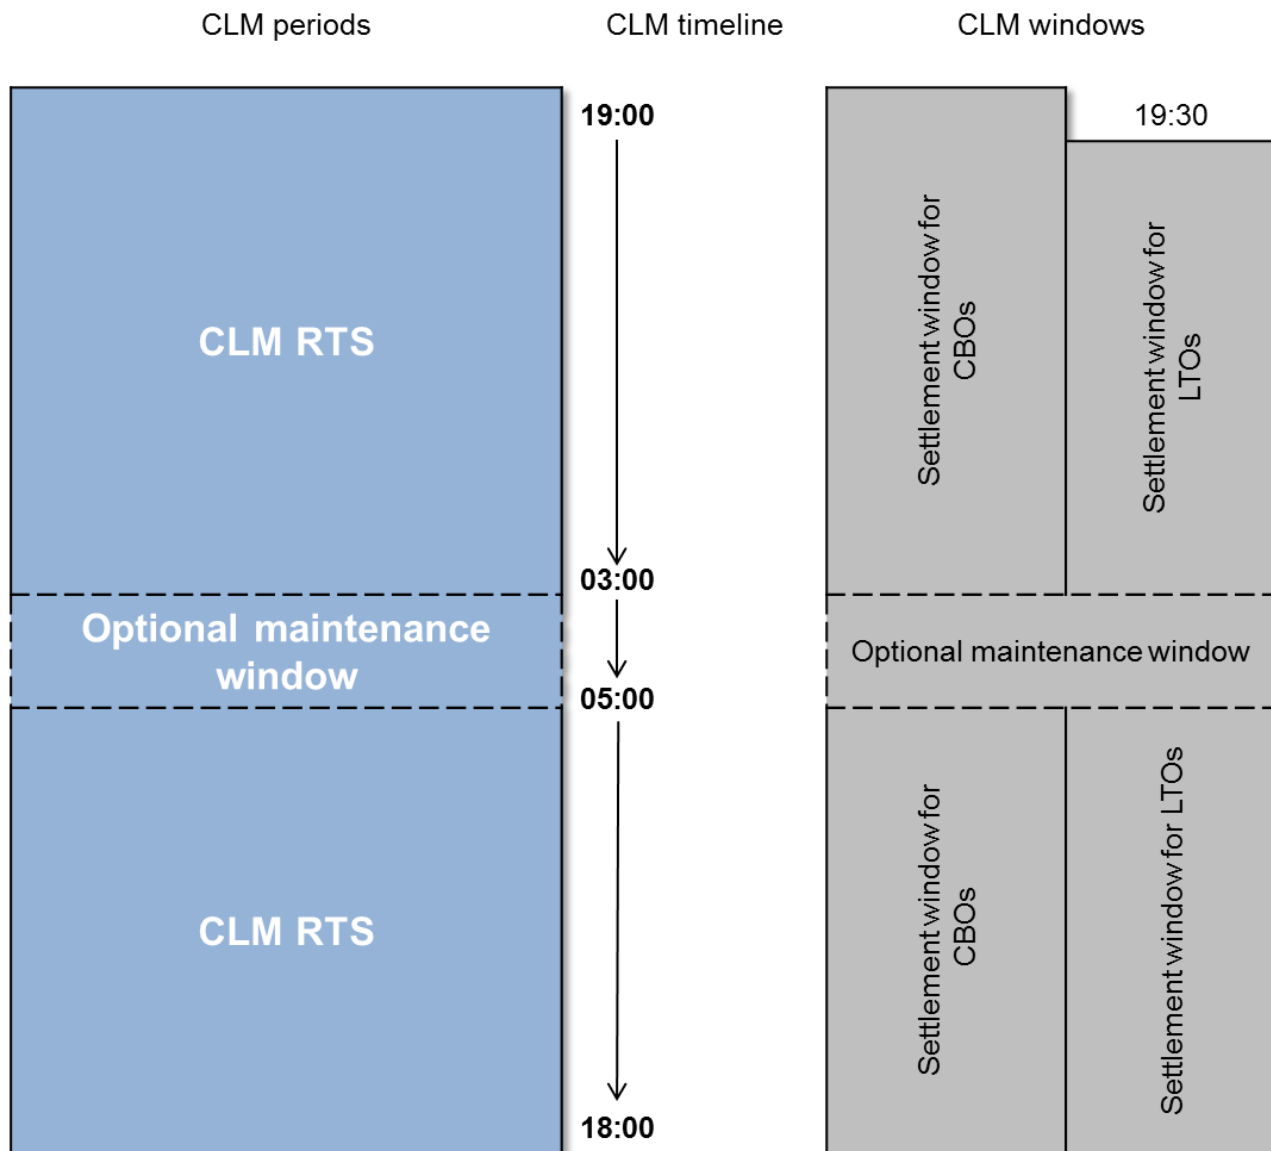 CLM periods
CLM timeline
CLM windows
19:00
19:30
Settlement window for
CBOs
Settlement window for
LTOs
CLM RTS
03:00
Optional maintenance
window
Optional maintenance window
05:00
CLM RTS
Settlement window for
CBOs
Settlement window for LTOs
18:00